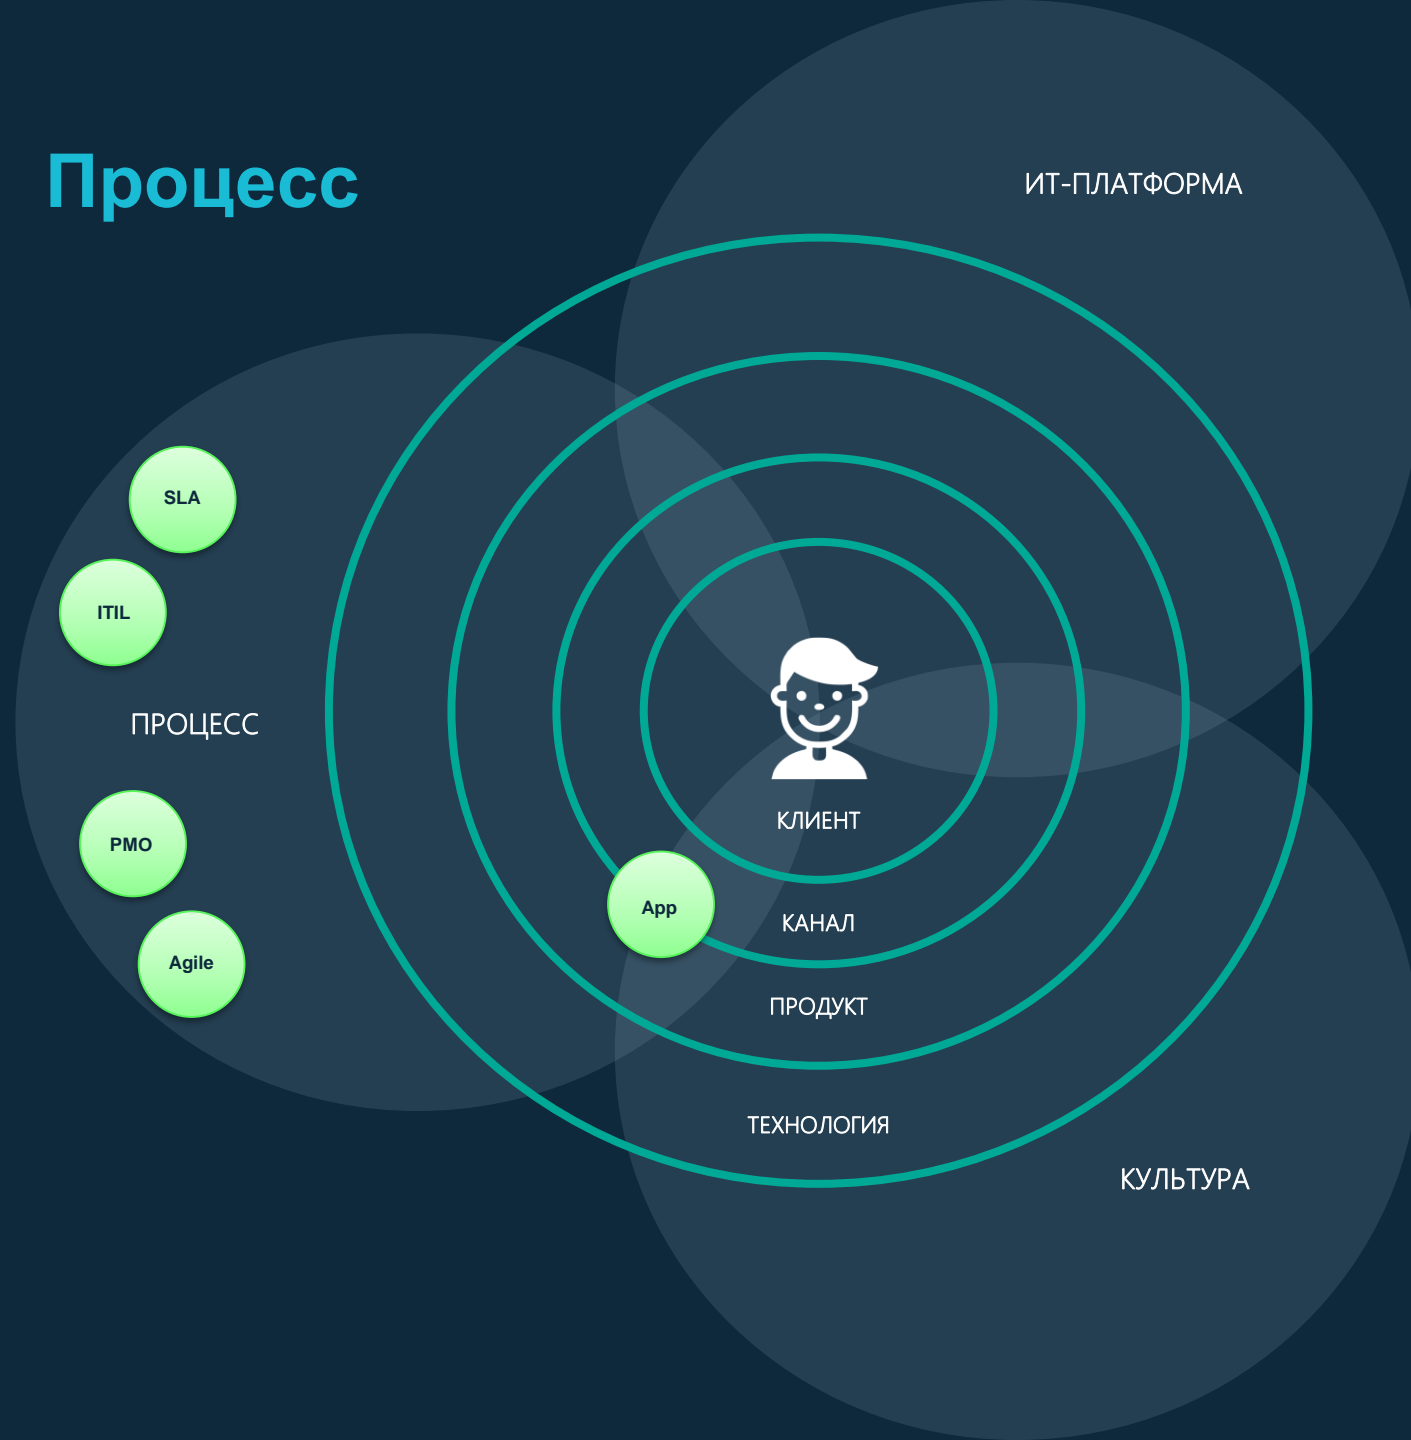 Процесс
ИТ-ПЛАТФОРМА
SLA
ITIL
ПРОЦЕСС
PMO
Agile
КЛИЕНТ
App
КАНАЛ
ПРОДУКТ
ТЕХНОЛОГИЯ
КУЛЬТУРА